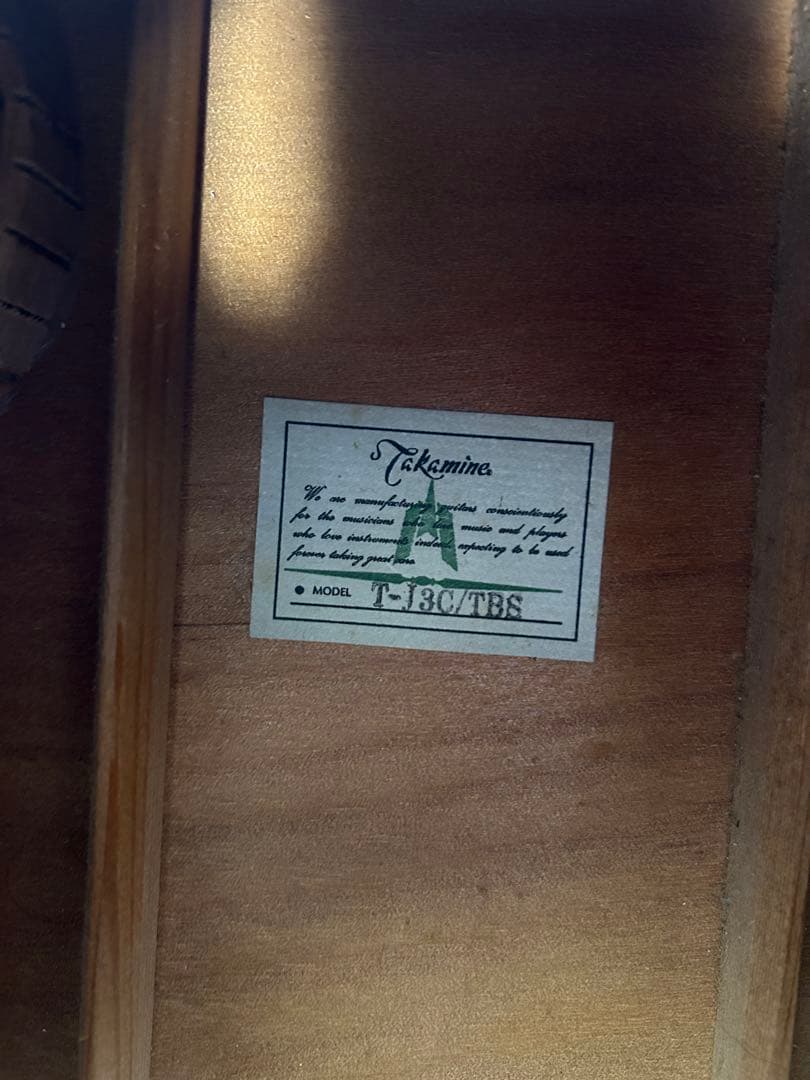 Takamine
We are manufacturing guitars conscientiously
for the musicians who love music and players
who love instruments indeed expecting to be used
forever taking great care
● MODEL T-J3C/TBS